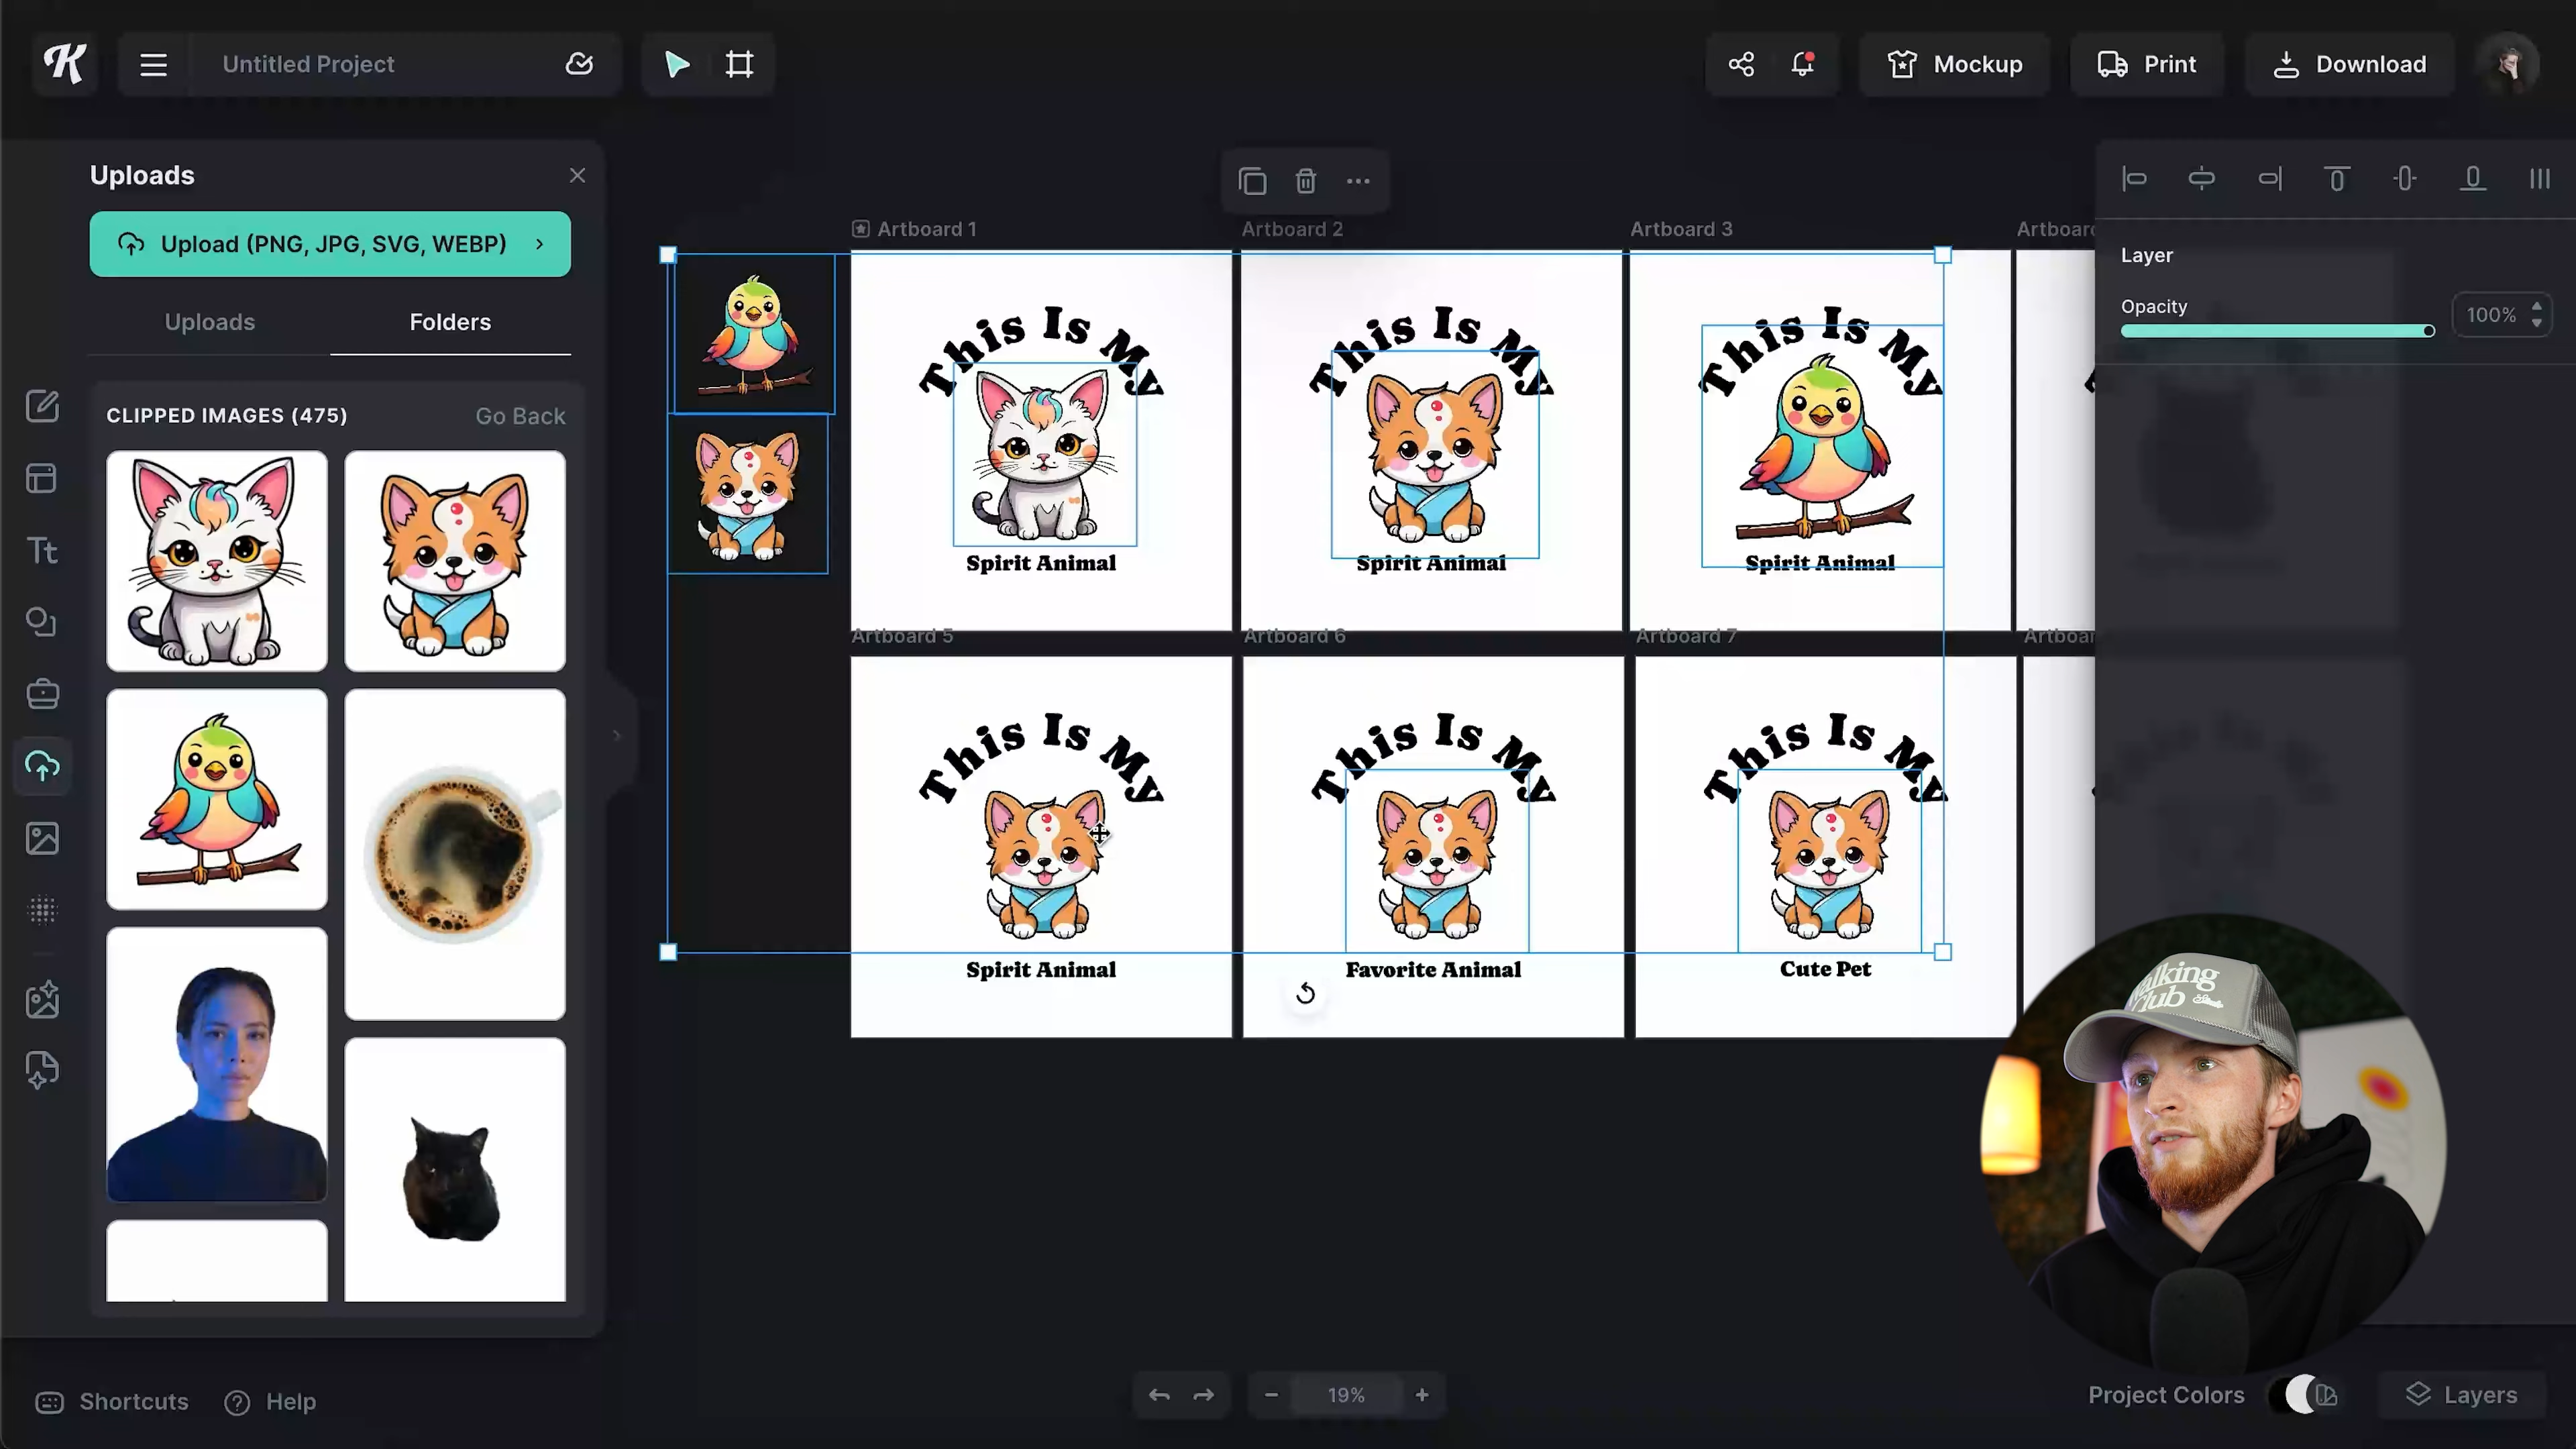 K
Untitled Project
Mockup
Print
Download
Uploads
Upload (PNG, JPG, SVG, WEBP)
Uploads
Folders
CLIPPED IMAGES (475)
Go Back
Artboard 1
Artboard 2
Artboard 3
This Is My
Spirit Animal
This Is My
Spirit Animal
This Is My
Spirit Animal
Artboard 5
Artboard 6
Artboard 7
This Is My
Spirit Animal
This Is My
Favorite Animal
This Is My
Cute Pet
Layer
Opacity
100%
Tt
Club
Shortcuts
Help
19%
Project Colors
Layers